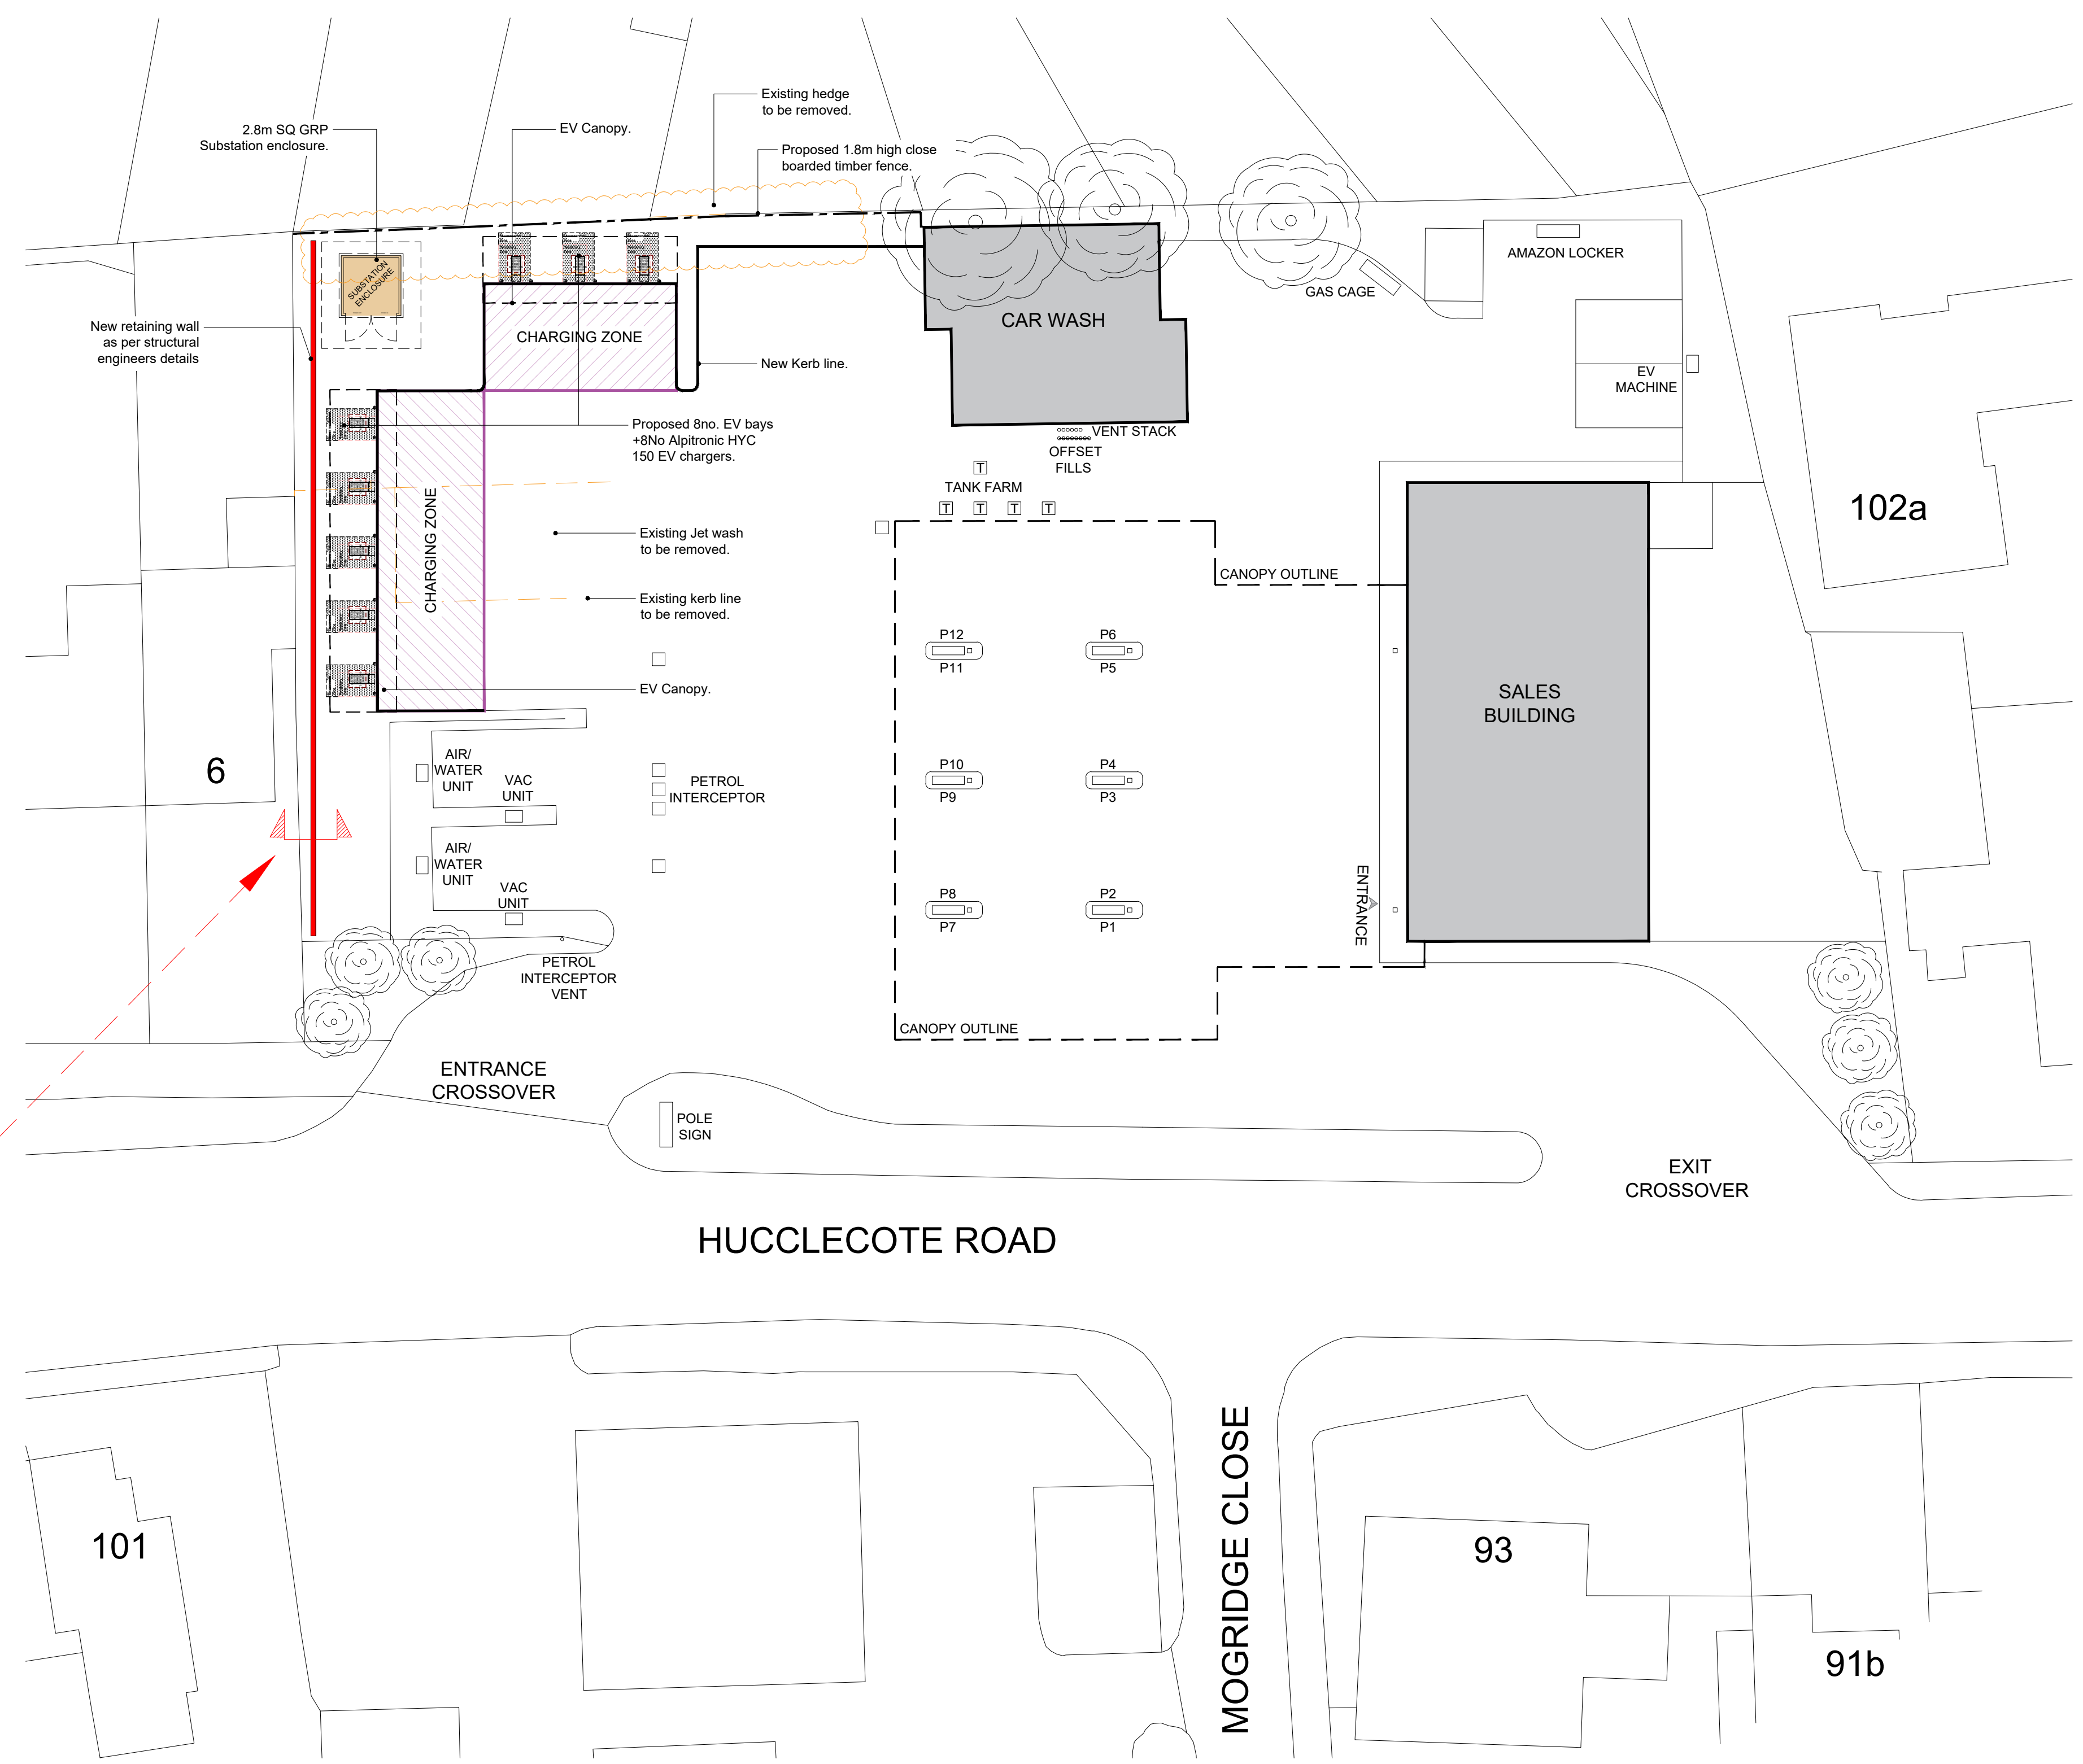 Existing hedge
to be removed.
2.8m SQ GRP
Substation enclosure.
EV Canopy.
Proposed 1.8m high close
boarded timber fence.
SUBSTATION
ENCLOSURE
AMAZON LOCKER
GAS CAGE
New retaining wall
as per structural
engineers details
CHARGING ZONE
CAR WASH
New Kerb line.
EV
MACHINE
Proposed 8no. EV bays
+8No Alpitronic HYC
150 EV chargers.
VENT STACK
OFFSET
FILLS
T
TANK FARM
T
T
T
T
102a
CHARGING ZONE
Existing Jet wash
to be removed.
CANOPY OUTLINE
Existing kerb line
to be removed.
P12
P11
P6
P5
EV Canopy.
SALES
BUILDING
6
AIR/
WATER
UNIT
VAC
UNIT
PETROL
INTERCEPTOR
P10
P9
P4
P3
AIR/
WATER
UNIT
VAC
UNIT
P8
P7
P2
P1
ENTRANCE
PETROL
INTERCEPTOR
VENT
CANOPY OUTLINE
ENTRANCE
CROSSOVER
POLE
SIGN
EXIT
CROSSOVER
HUCCLECOTE ROAD
MOGRIDGE CLOSE
101
93
91b